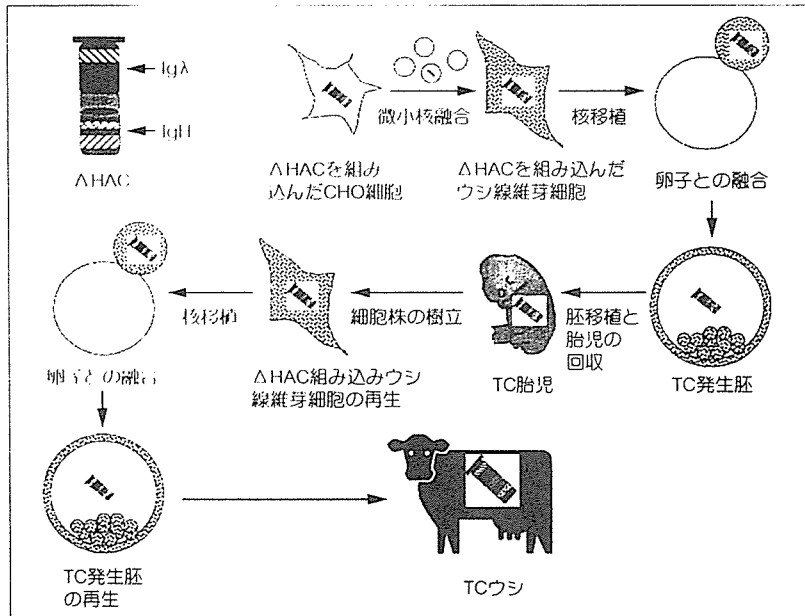 Igλ
IgH
ΔHAC
ΔHACを組み
込んだCHO細胞
微小核融合
ΔHACを組み込んだ
ウシ線維芽細胞
核移植
卵子との融合
TC発生胚
胚移植と
胎児の
回収
TC胎児
細胞株の樹立
ΔHAC組み込みウシ
線維芽細胞の再生
核移植
卵子との融合
TC発生胚
の再生
TCウシ